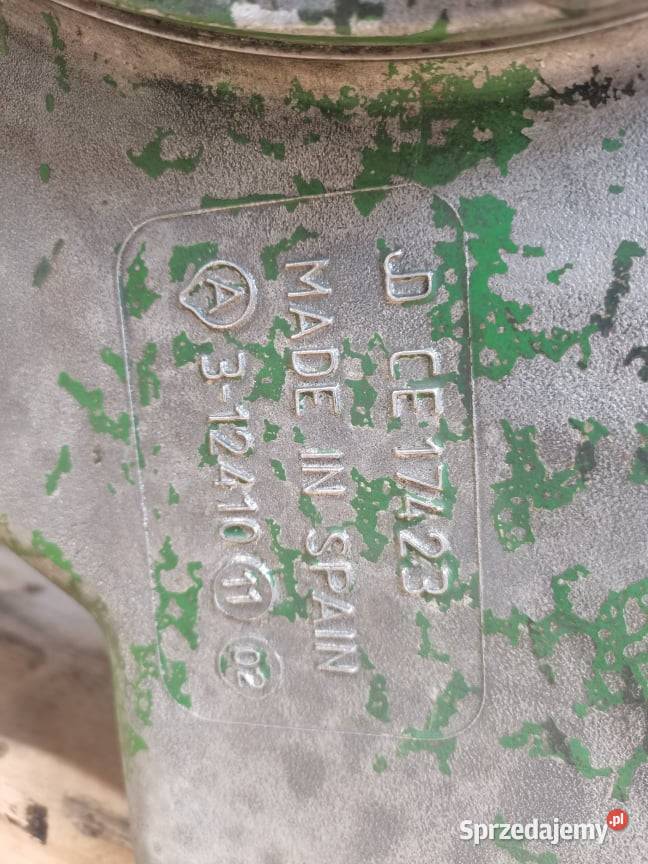 JD CE17423
MADE IN SPAIN
A 3-12410 11 02
Sprzedajemy.pl